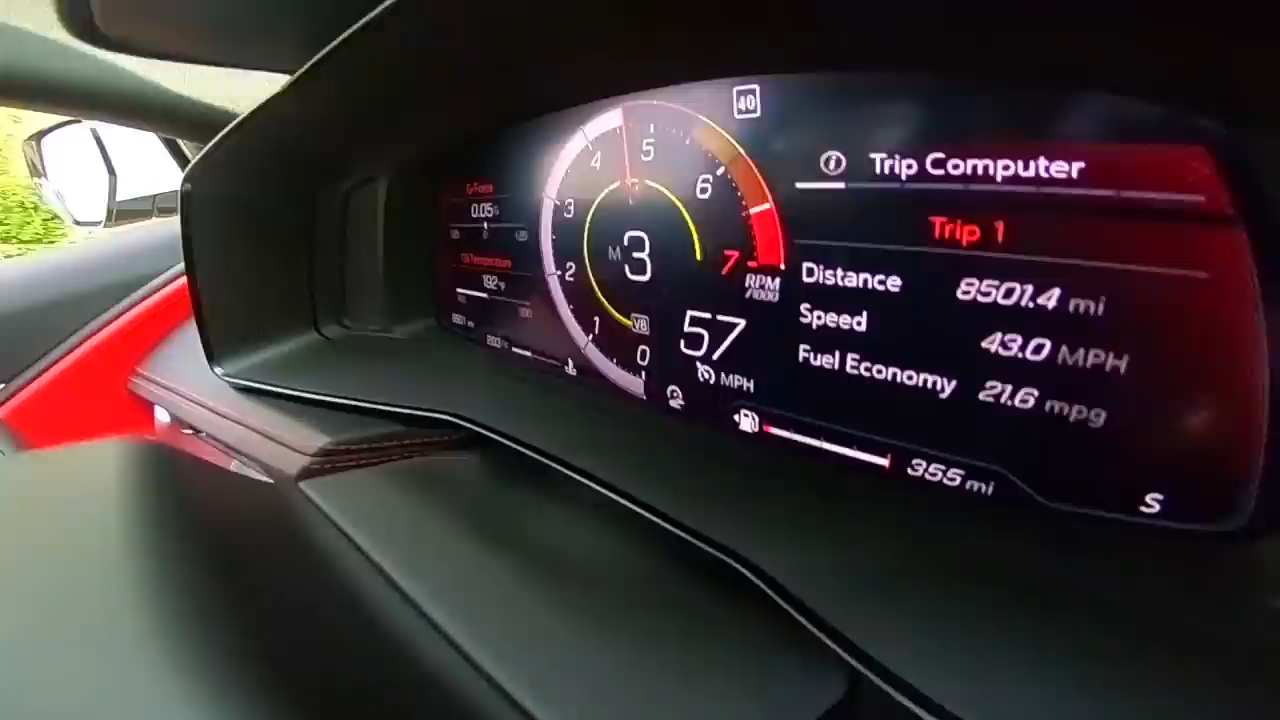 G-Force
0.05
Oil Temperature
192°F
40
4
5
6
3
2
1
0
7
RPM
/1000
M 3
V8
57
MPH
Trip Computer
Trip 1
Distance 8501.4 mi
Speed 43.0 MPH
Fuel Economy 21.6 mpg
355 mi
S